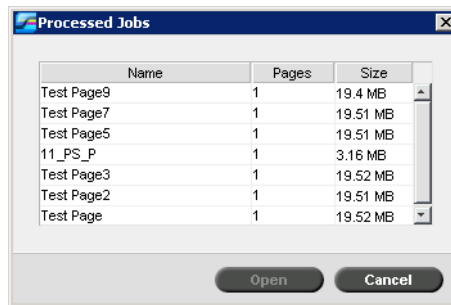 Processed Jobs
Name Pages Size
Test Page9 1 19.4 MB
Test Page7 1 19.51 MB
Test Page5 1 19.51 MB
11_PS_P 1 3.16 MB
Test Page3 1 19.52 MB
Test Page2 1 19.51 MB
Test Page 1 19.52 MB
Open Cancel